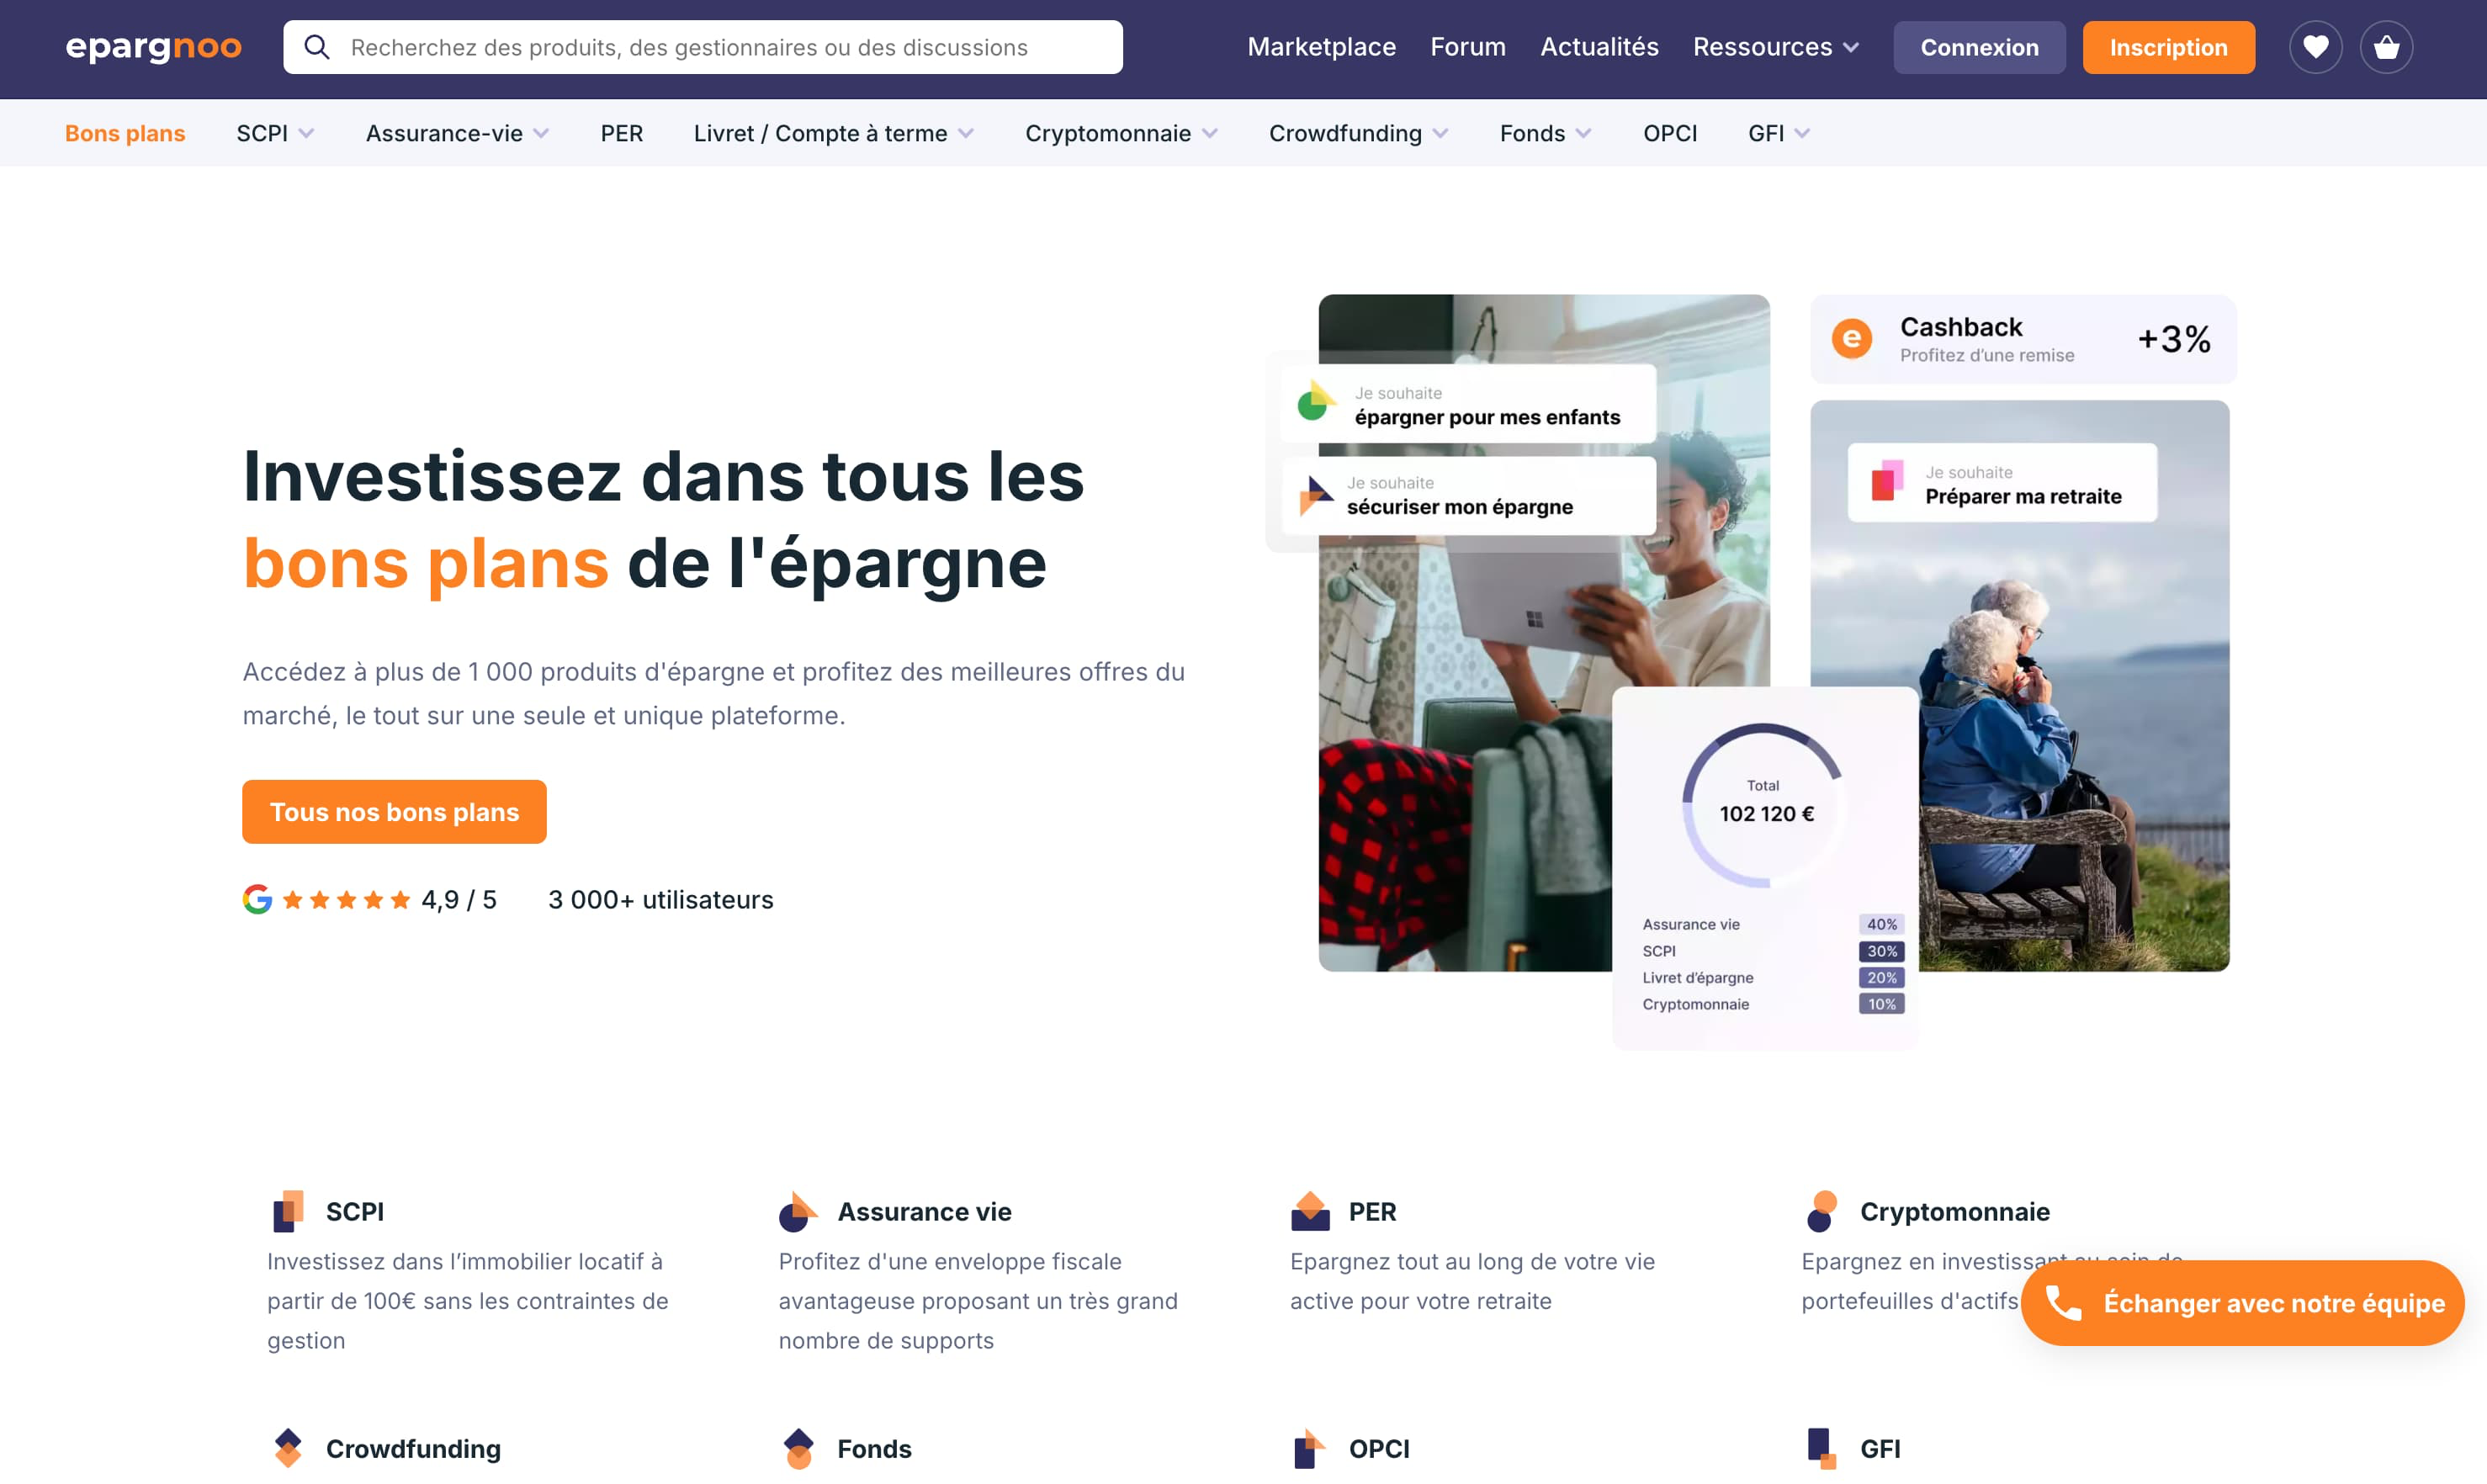 epargnoo
Recherchez des produits, des gestionnaires ou des discussions
Marketplace
Forum
Actualités
Ressources
Connexion
Inscription
Bons plans
SCPI
Assurance-vie
PER
Livret / Compte à terme
Cryptomonnaie
Crowdfunding
Fonds
OPCI
GFI
Investissez dans tous les
bons plans de l'épargne
Accédez à plus de 1 000 produits d'épargne et profitez des meilleures offres du
marché, le tout sur une seule et unique plateforme.
Tous nos bons plans
4,9 / 5
3 000+ utilisateurs
Je souhaite
épargner pour mes enfants
Je souhaite
sécuriser mon épargne
e
Cashback
Profitez d’une remise
+3%
Je souhaite
Préparer ma retraite
Total
102 120 €
Assurance vie 40%
SCPI 30%
Livret d’épargne 20%
Cryptomonnaie 10%
SCPI
Investissez dans l’immobilier locatif à
partir de 100€ sans les contraintes de
gestion
Assurance vie
Profitez d'une enveloppe fiscale
avantageuse proposant un très grand
nombre de supports
PER
Epargnez tout au long de votre vie
active pour votre retraite
Cryptomonnaie
Epargnez en investissant au sein de
portefeuilles d'actifs
Échanger avec notre équipe
Crowdfunding
Fonds
OPCI
GFI